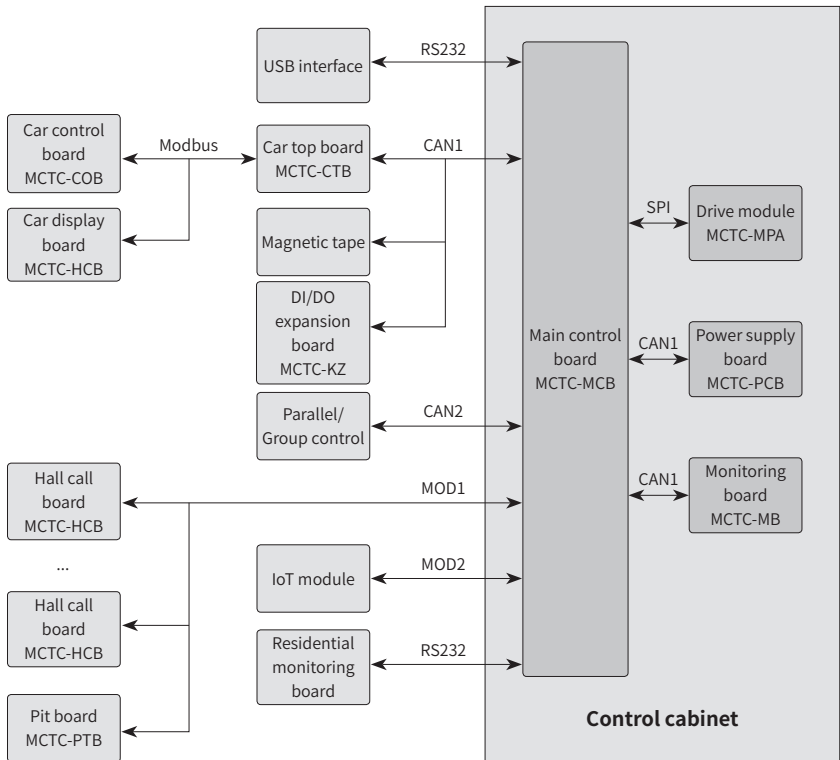 USB interface
RS232
Car control
board
MCTC-COB
Modbus
Car top board
MCTC-CTB
CAN1
Car display
board
MCTC-HCB
Magnetic tape
DI/DO
expansion
board
MCTC-KZ
Parallel/
Group control
CAN2
Hall call
board
MCTC-HCB
MOD1
...
IoT module
MOD2
Hall call
board
MCTC-HCB
Residential
monitoring
board
RS232
Pit board
MCTC-PTB
Main control
board
MCTC-MCB
SPI
Drive module
MCTC-MPA
CAN1
Power supply
board
MCTC-PCB
CAN1
Monitoring
board
MCTC-MB
Control cabinet